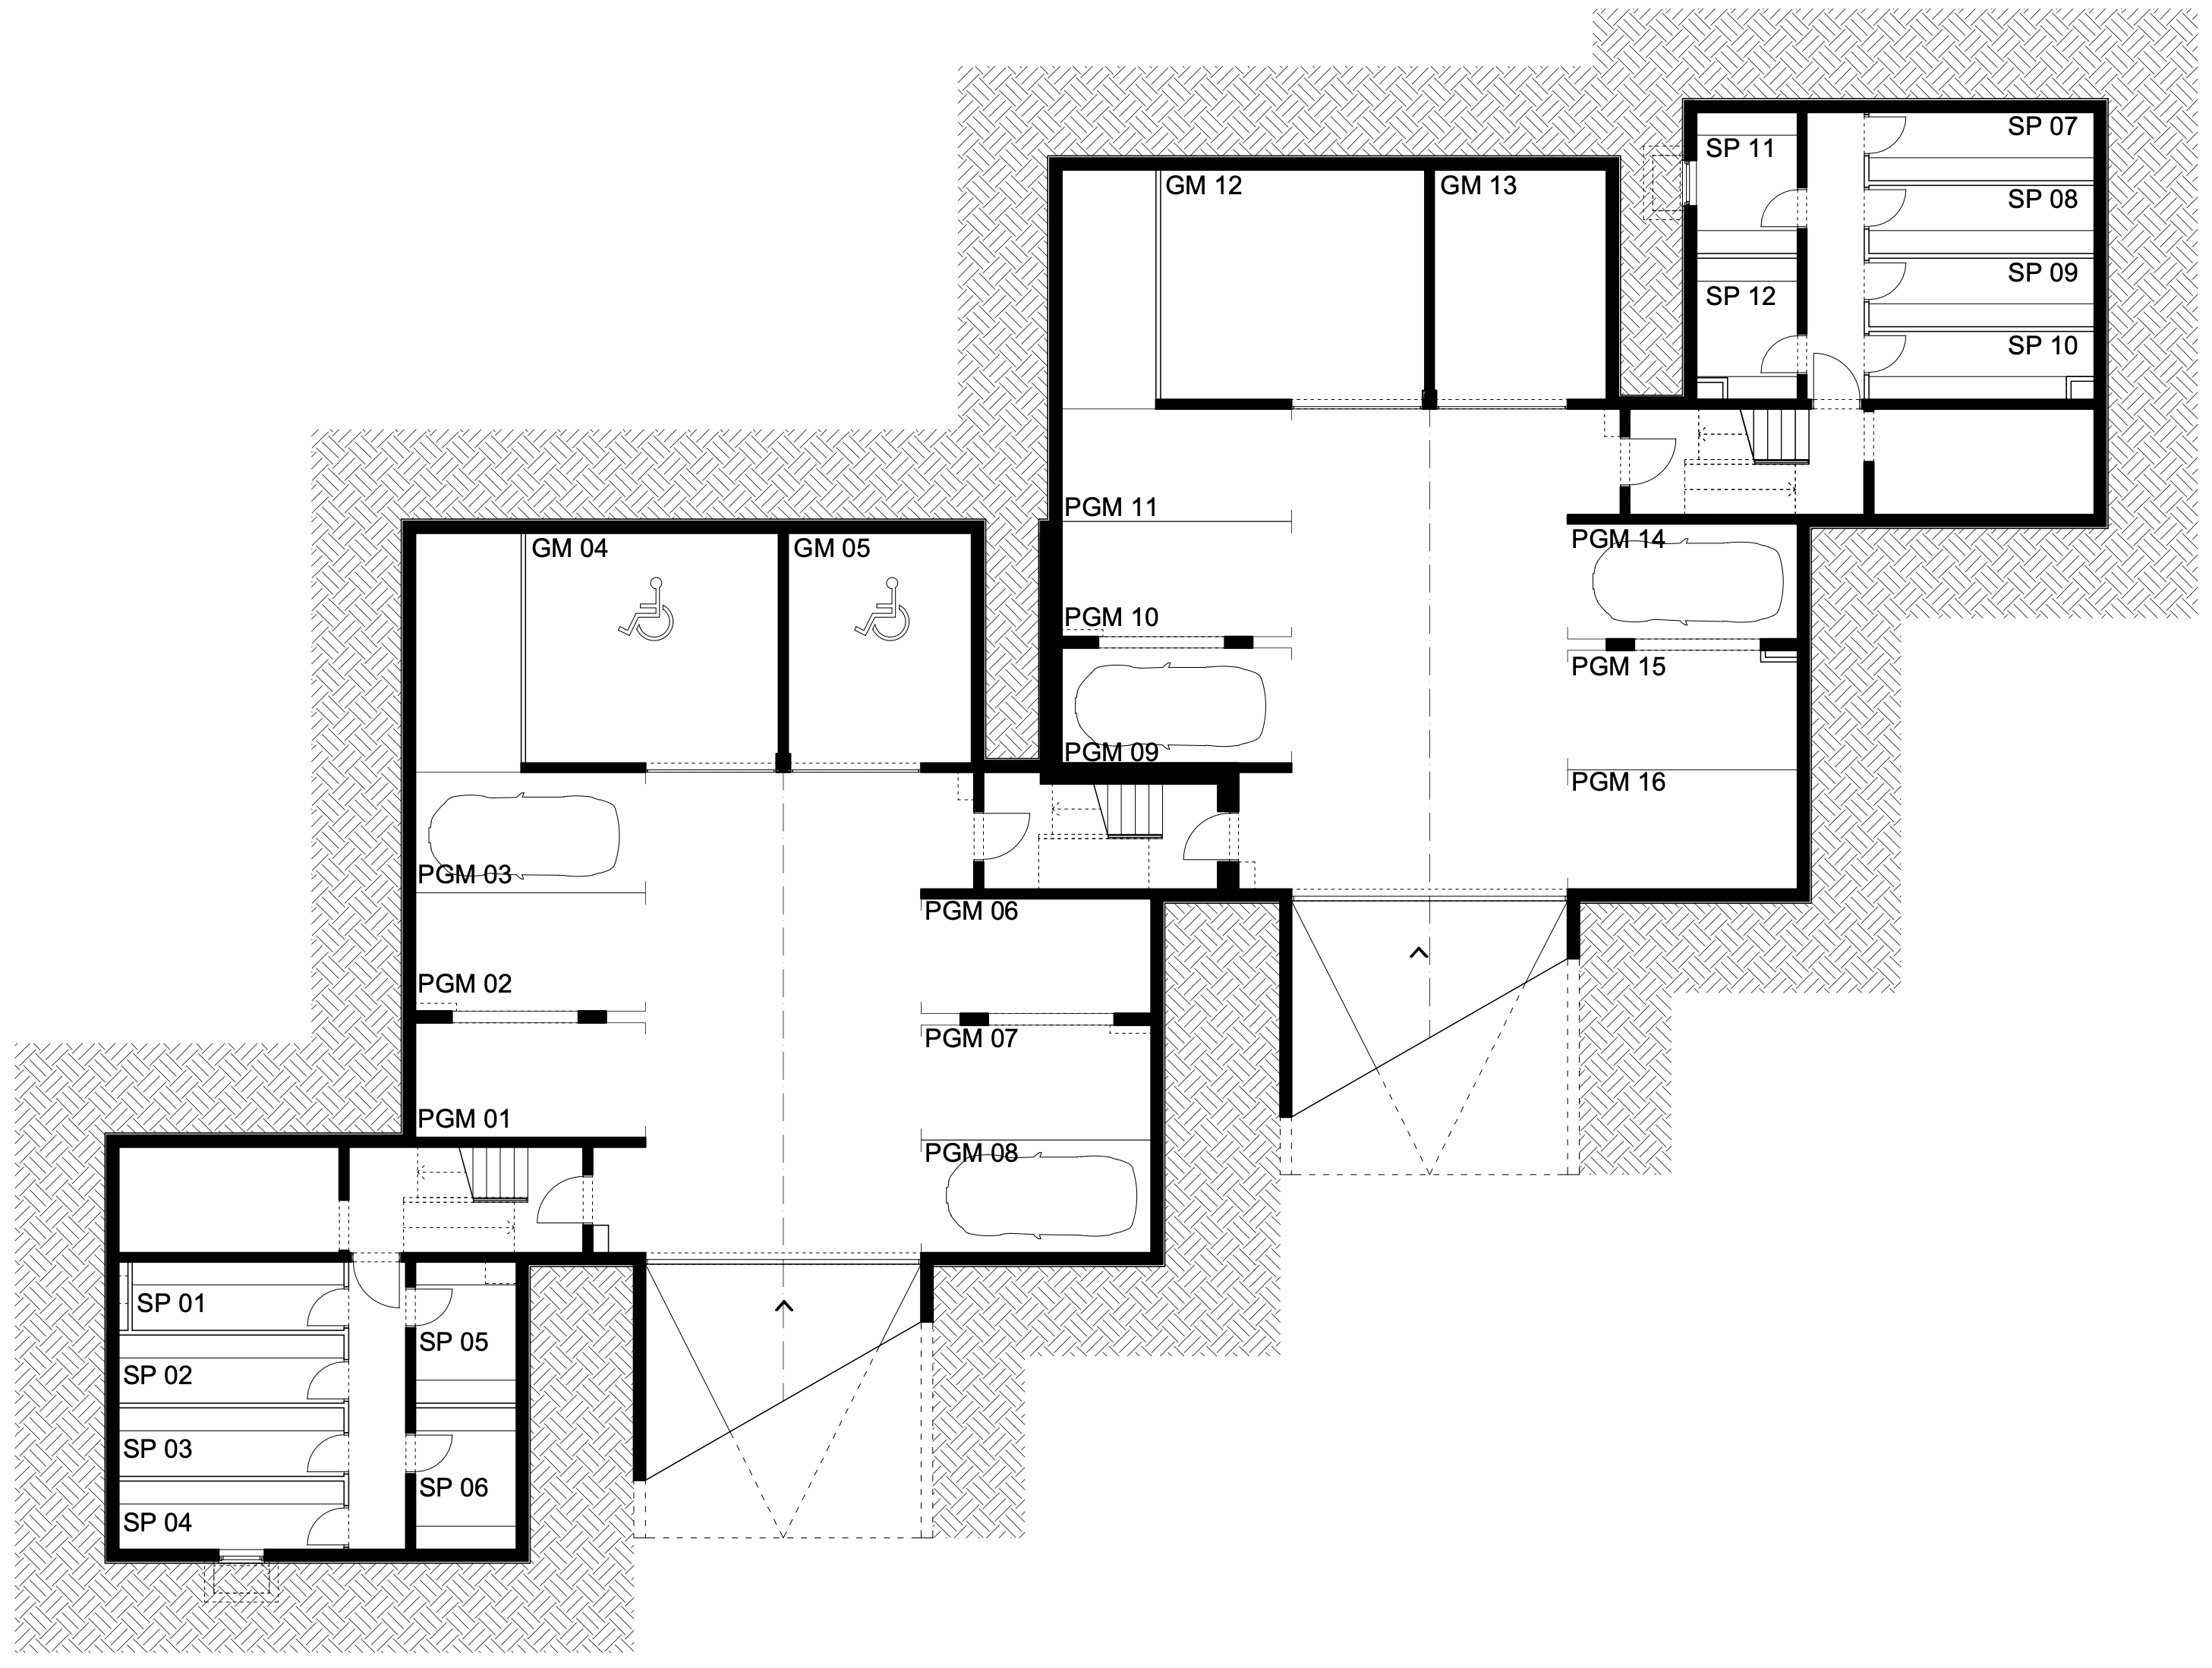 SP 07
SP 11
GM 12
GM 13
SP 08
SP 09
SP 12
SP 10
PGM 11
PGM 14
GM 04
GM 05
PGM 10
PGM 15
PGM 09
PGM 16
PGM 03
PGM 06
PGM 02
PGM 07
PGM 01
PGM 08
SP 01
SP 05
SP 02
SP 03
SP 06
SP 04